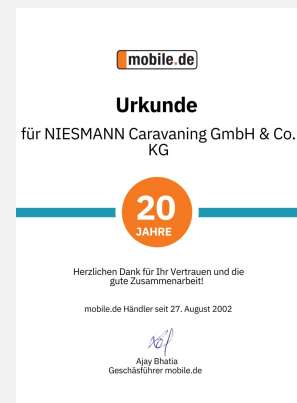 mobile.de
Urkunde
für NIESMANN Caravaning GmbH & Co.
KG
20
JAHRE
Herzlichen Dank für Ihr Vertrauen und die
gute Zusammenarbeit!
mobile.de Händler seit 27. August 2002
Ajay Bhatia
Geschäsführer mobile.de